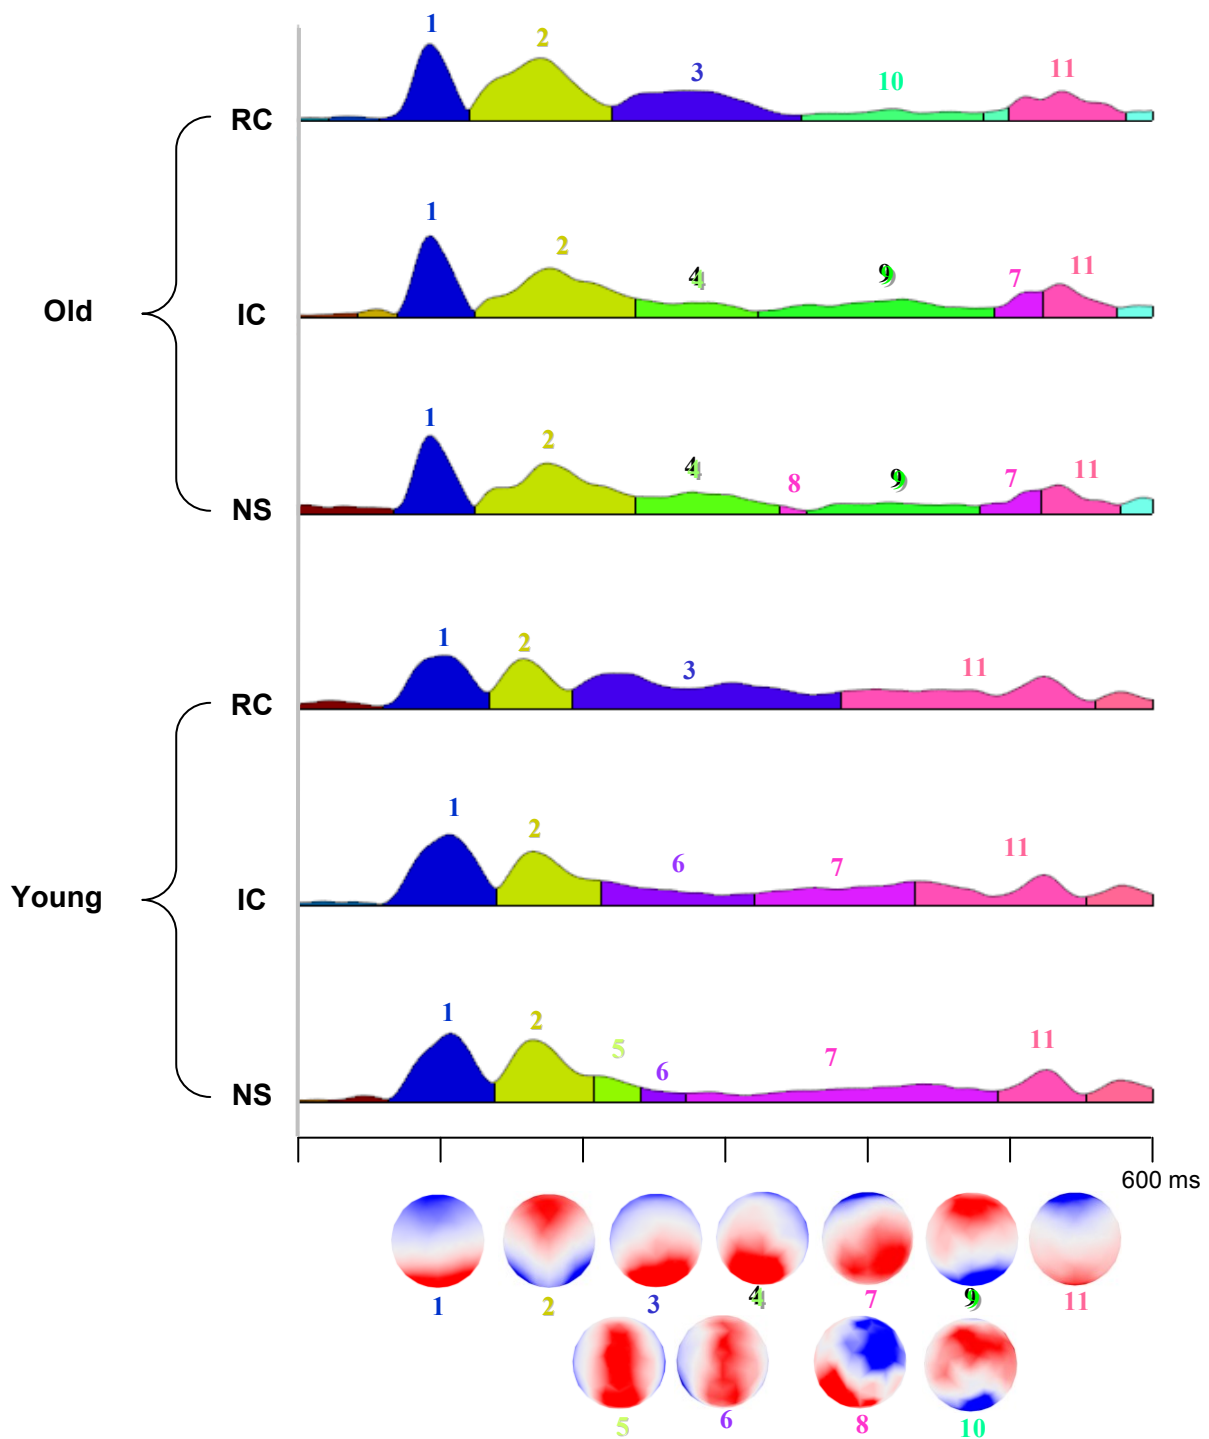 1 2 3 10 11
RC
1 2 4 9 7 11
Old IC
1 2 4 8 9 7 11
NS
1 2 3 11
RC
1 2 6 7 11
Young IC
1 2 5 6 7 11
NS
600 ms
1 2 3 4 7 9 11
5 6 8 10